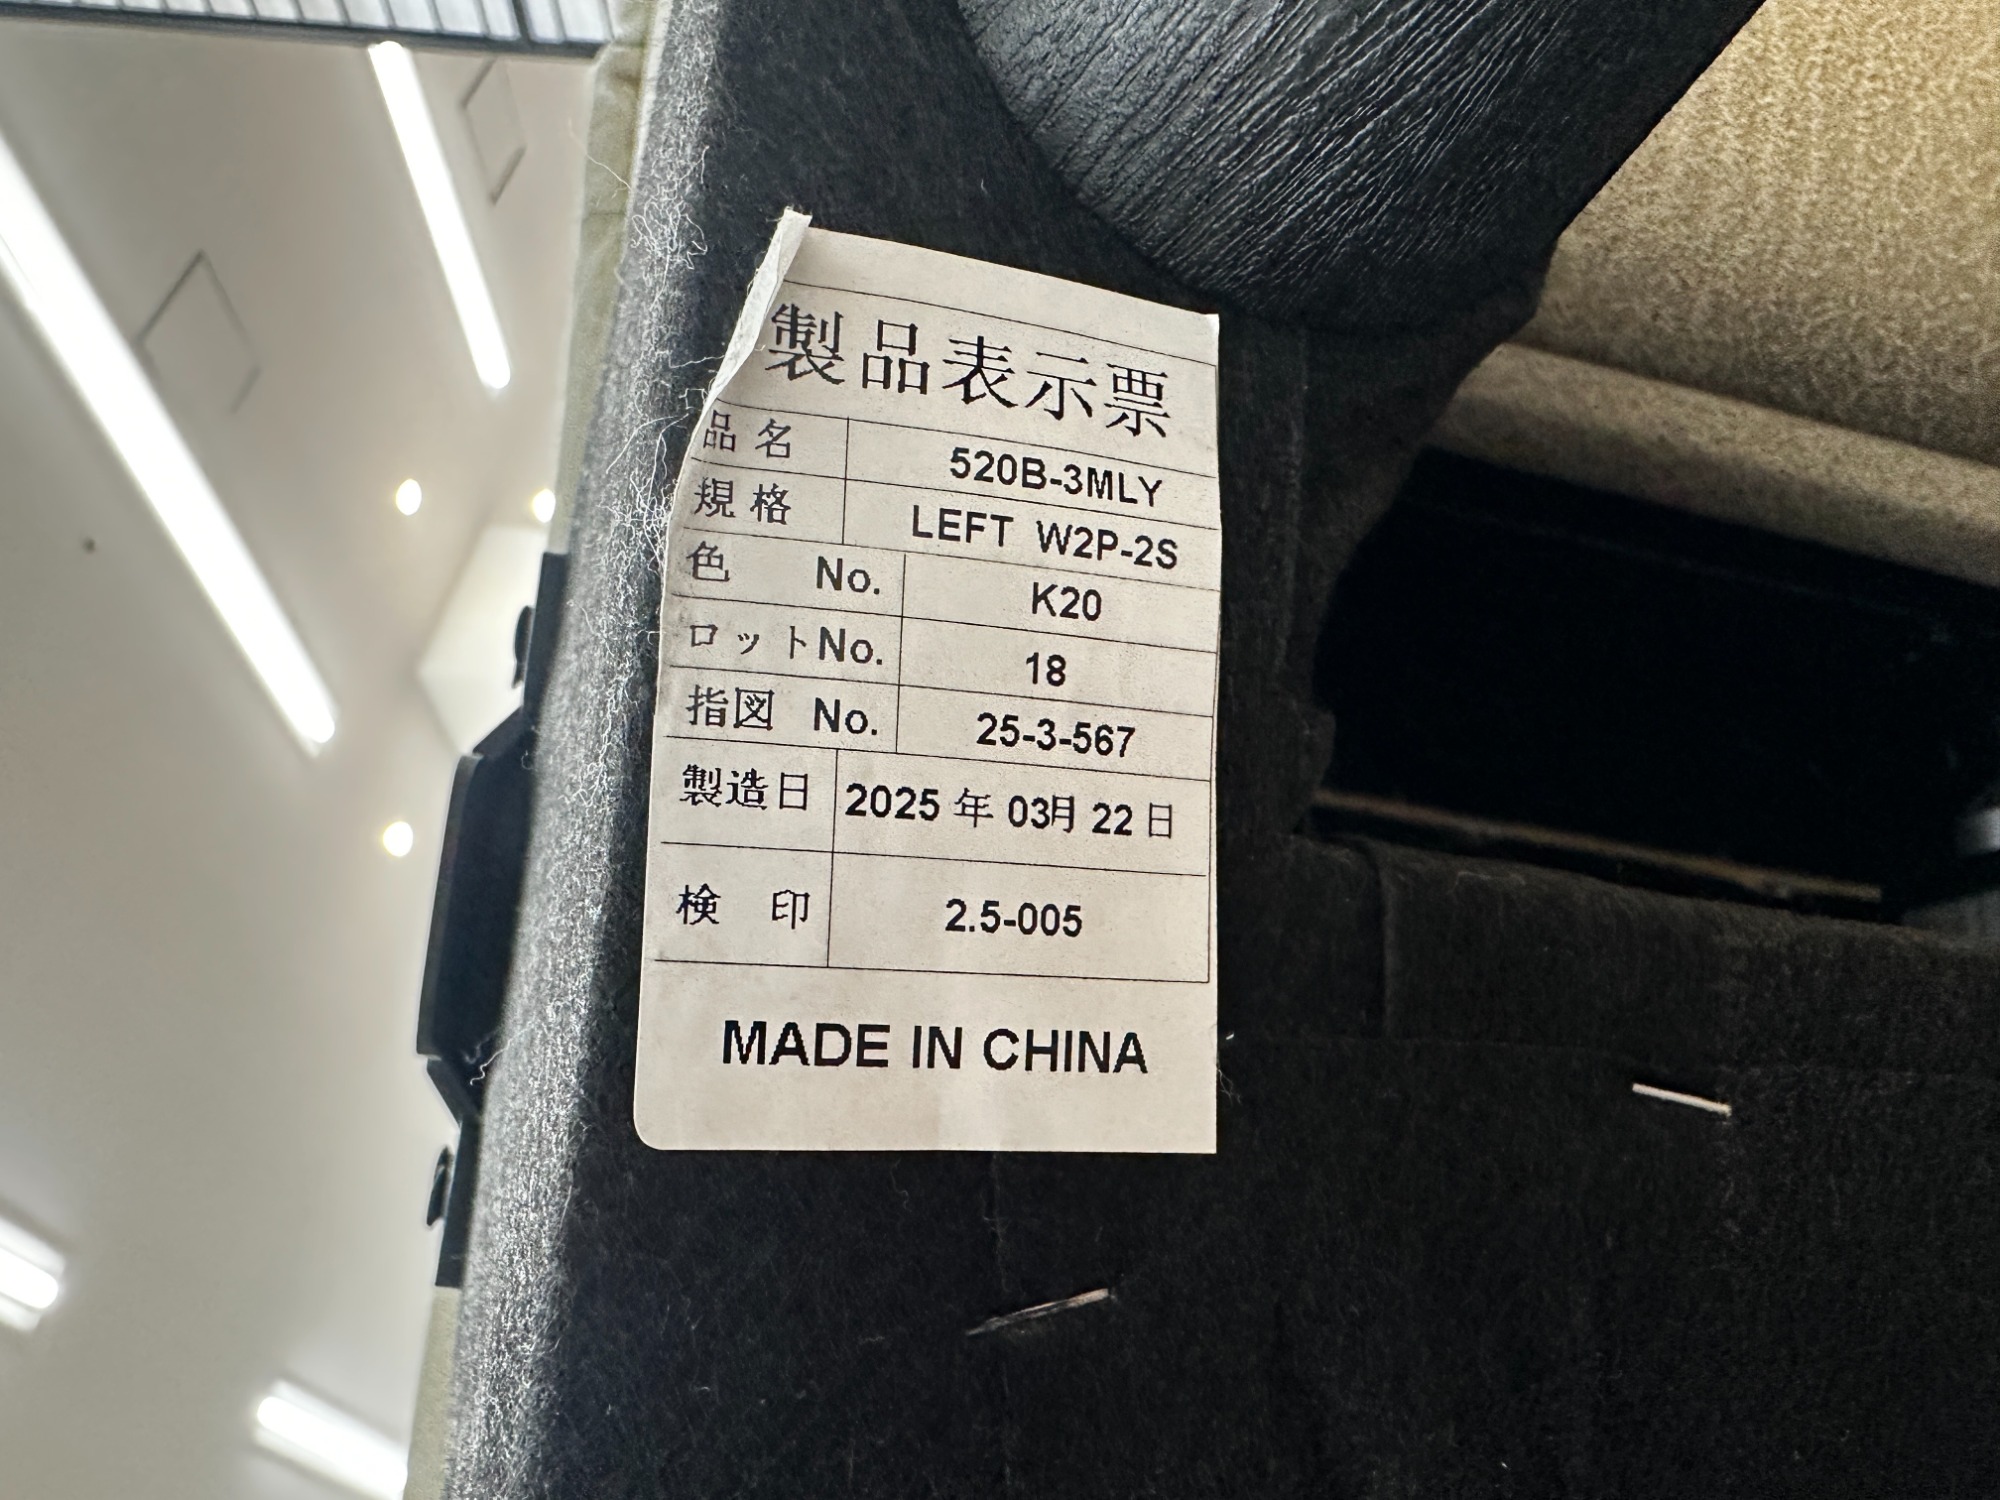 製品表示票
品名 520B-3MLY
規格 LEFT W2P-2S
色 No. K20
ロットNo. 18
指図 No. 25-3-567
製造日 2025 年 03月 22 日
検 印 2.5-005
MADE IN CHINA